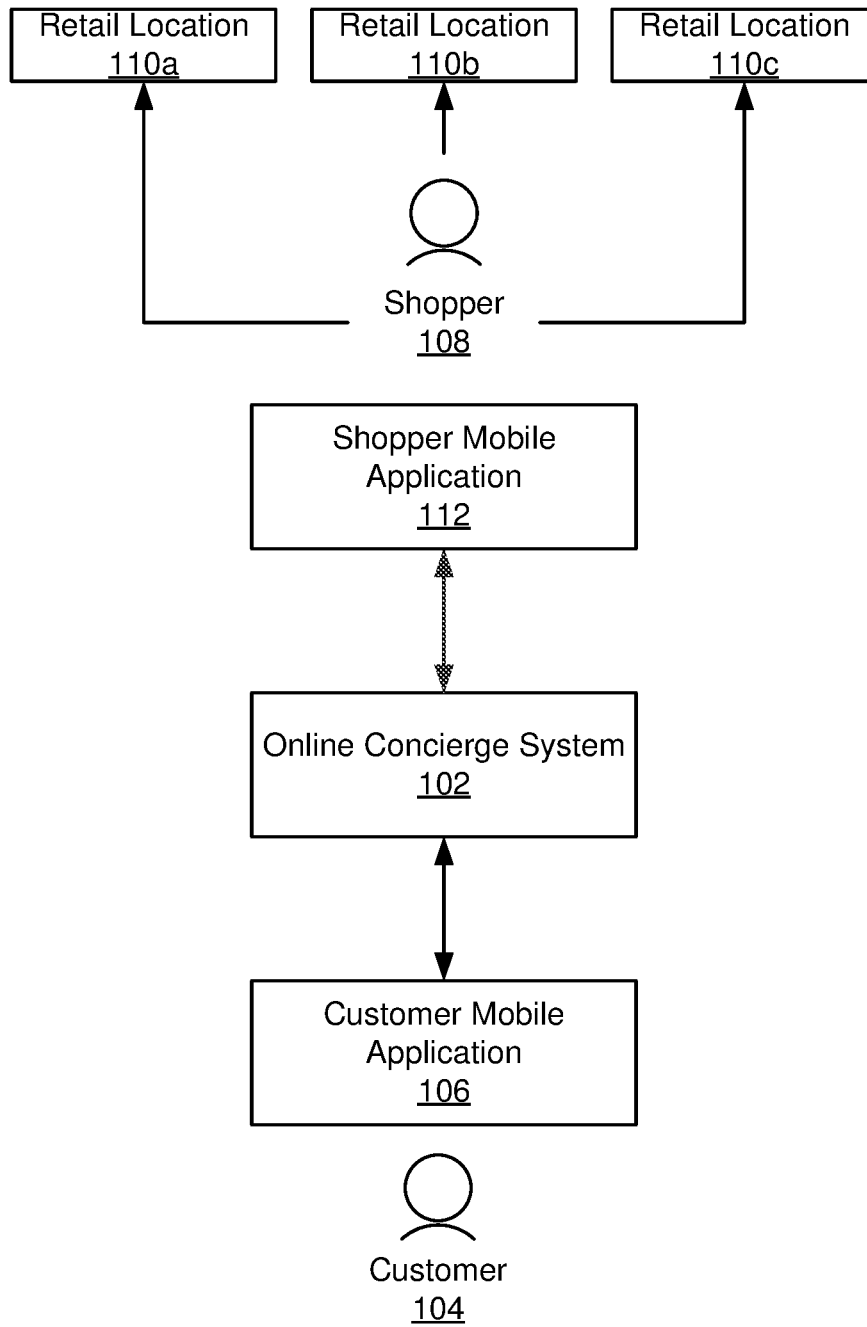 Retail Location
110a
Retail Location
110b
Retail Location
110c
Shopper
108
Shopper Mobile
Application
112
Online Concierge System
102
Customer Mobile
Application
106
Customer
104